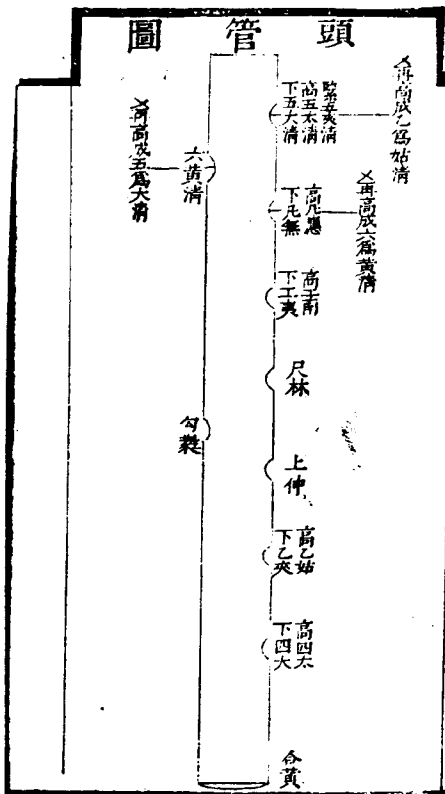 頭管圖
又再高成乙爲姑清
緊五夾清
高五太清
下五大清
又再高成六爲黃清
高凡應
下凡無
高工南
下工夷
尺林
上仲
高乙姑
下乙夾
高四太
下四大
合黃
六黃清
又再高成五爲大清
勾蕤